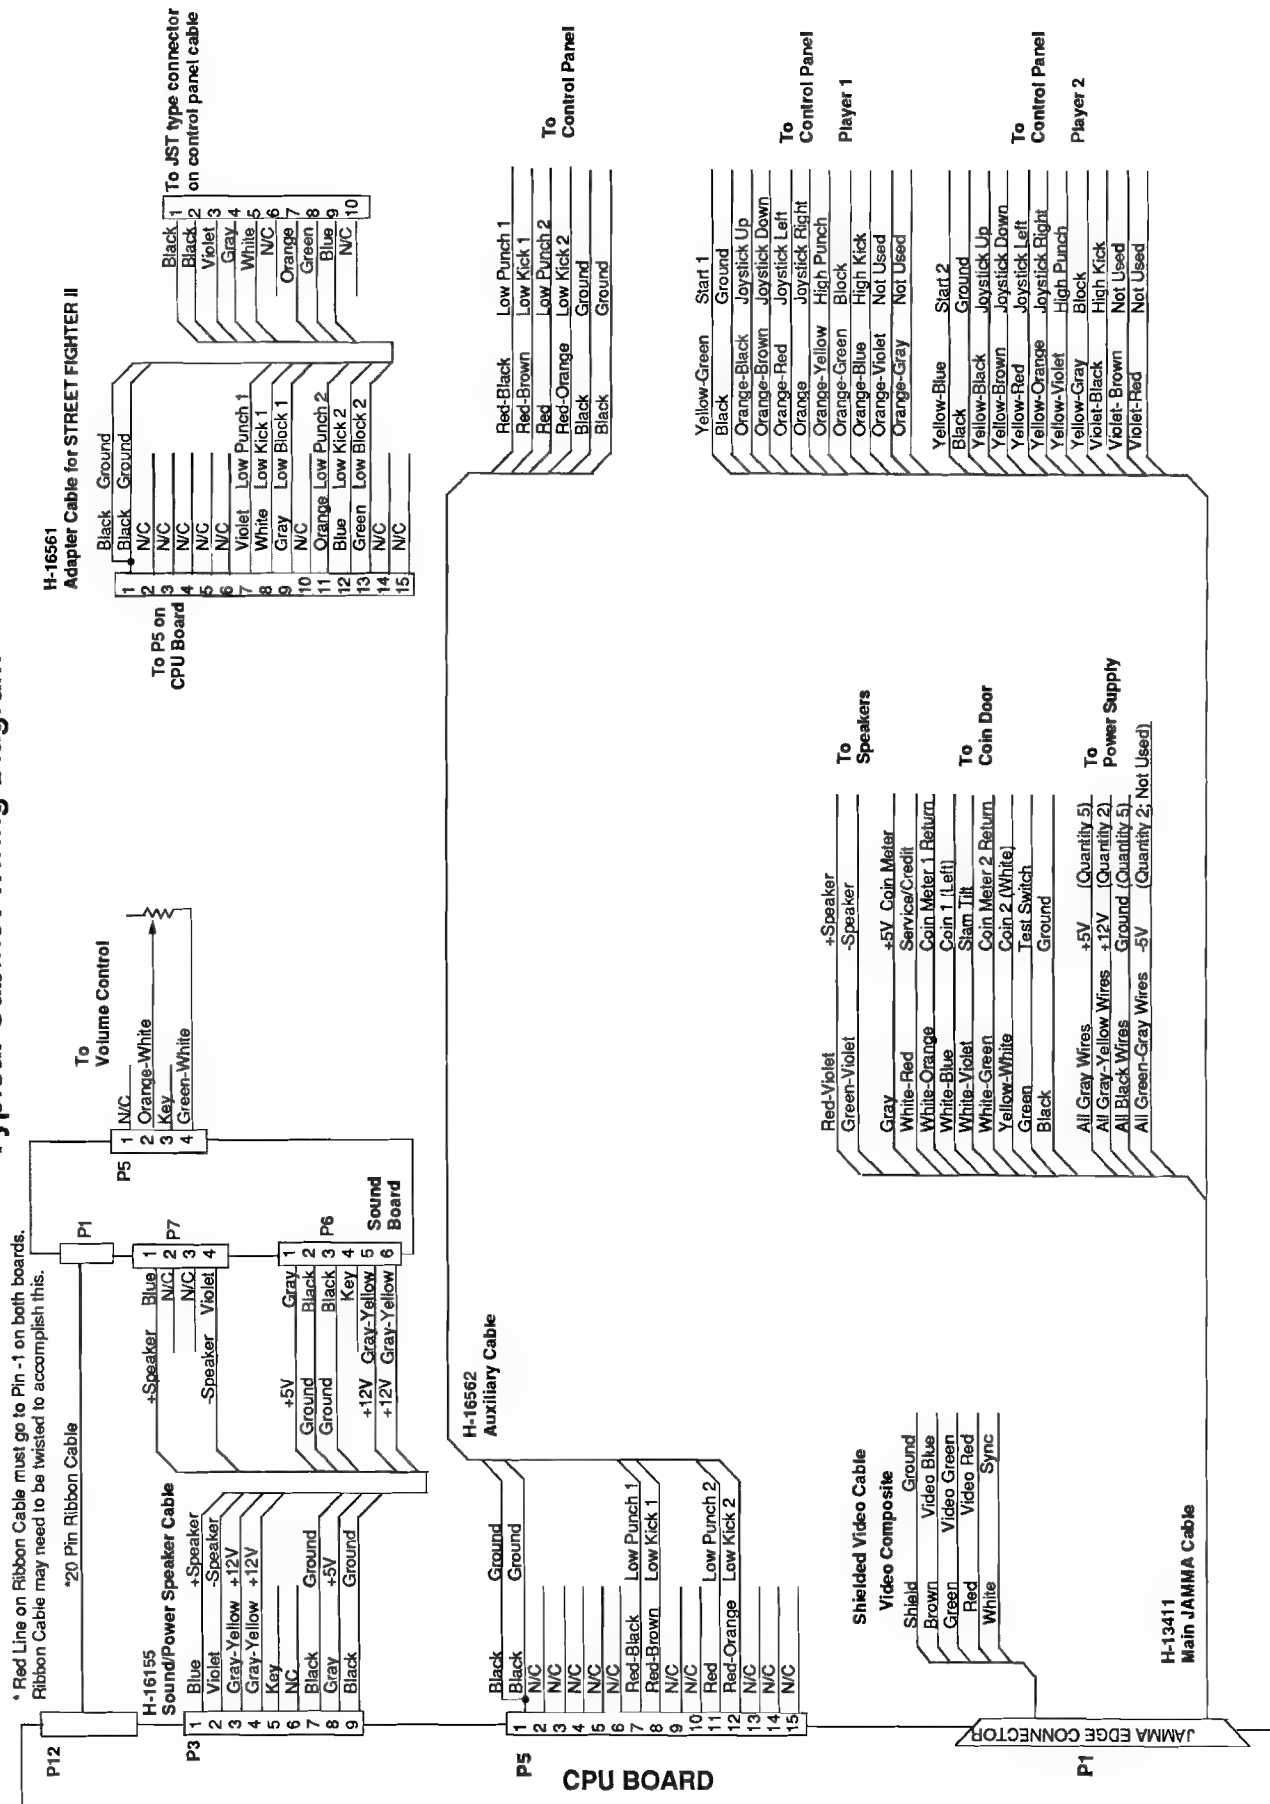 * Red Line on Ribbon Cable must go to Pin -1 on both boards.
Ribbon Cable may need to be twisted to accomplish this.
*20 Pin Ribbon Cable
P12
P1
H-16155
Sound/Power Speaker Cable
P3
1 Blue +Speaker
2 Violet -Speaker
3 Gray-Yellow +12V
4 Gray-Yellow +12V
5 Key
6 NC
7 Black Ground
8 Gray +5V
9 Black Ground
P7
+Speaker Blue 1
N/C 2
N/C 3
-Speaker Violet 4
P6
+5V Gray 1
Ground Black 2
Ground Black 3
Key 4
+12V Gray-Yellow 5
+12V Gray-Yellow 6
Sound
Board
P5
1 N/C
2 Orange-White
3 Key
4 Green-White
To
Volume Control
H-16561
Adapter Cable for STREET FIGHTER II
To P5 on
CPU Board
Black Ground
1 Black Ground
2 N/C
3 N/C
4 N/C
5 N/C
6 N/C
7 Violet Low Punch 1
8 White Low Kick 1
9 Gray Low Block 1
10 N/C
11 Orange Low Punch 2
12 Blue Low Kick 2
13 Green Low Block 2
14 N/C
15 N/C
To JST type connector
on control panel cable
Black 1
Black 2
Violet 3
Gray 4
White 5
N/C 6
Orange 7
Green 8
Blue 9
N/C 10
P5
CPU BOARD
Black Ground
1 Black Ground
2 N/C
3 N/C
4 N/C
5 N/C
6 N/C
7 Red-Black Low Punch 1
8 Red-Brown Low Kick 1
9 N/C
10 N/C
11 Red Low Punch 2
12 Red-Orange Low Kick 2
13 N/C
14 N/C
15 N/C
H-16562
Auxiliary Cable
Red-Black Low Punch 1
Red-Brown Low Kick 1
Red Low Punch 2
Red-Orange Low Kick 2
Black Ground
Black Ground
To
Control Panel
Yellow-Green Start 1
Black Ground
Orange-Black Joystick Up
Orange-Brown Joystick Down
Orange-Red Joystick Left
Orange Joystick Right
Orange-Yellow High Punch
Orange-Green Block
Orange-Blue High Kick
Orange-Violet Not Used
Orange-Gray Not Used
To
Control Panel
Player 1
Yellow-Blue Start 2
Black Ground
Yellow-Black Joystick Up
Yellow-Brown Joystick Down
Yellow-Red Joystick Left
Yellow-Orange Joystick Right
Yellow-Violet High Punch
Yellow-Gray Block
Violet-Black High Kick
Violet- Brown Not Used
Violet-Red Not Used
To
Control Panel
Player 2
Red-Violet +Speaker
Green-Violet -Speaker
To
Speakers
Gray +5V Coin Meter
White-Red Service/Credit
White-Orange Coin Meter 1 Return
White-Blue Coin 1 (Left)
White-Violet Slam Tilt
White-Green Coin Meter 2 Return
Yellow-White Coin 2 (White)
Green Test Switch
Black Ground
To
Coin Door
All Gray Wires +5V (Quantity 5)
All Gray-Yellow Wires +12V (Quantity 2)
All Black Wires Ground (Quantity 5)
All Green-Gray Wires -5V (Quantity 2; Not Used)
To
Power Supply
Shielded Video Cable
Video Composite
Shield Ground
Brown Video Blue
Green Video Green
Red Video Red
White Sync
H-13411
Main JAMMA Cable
P1
JAMMA EDGE CONNECTOR